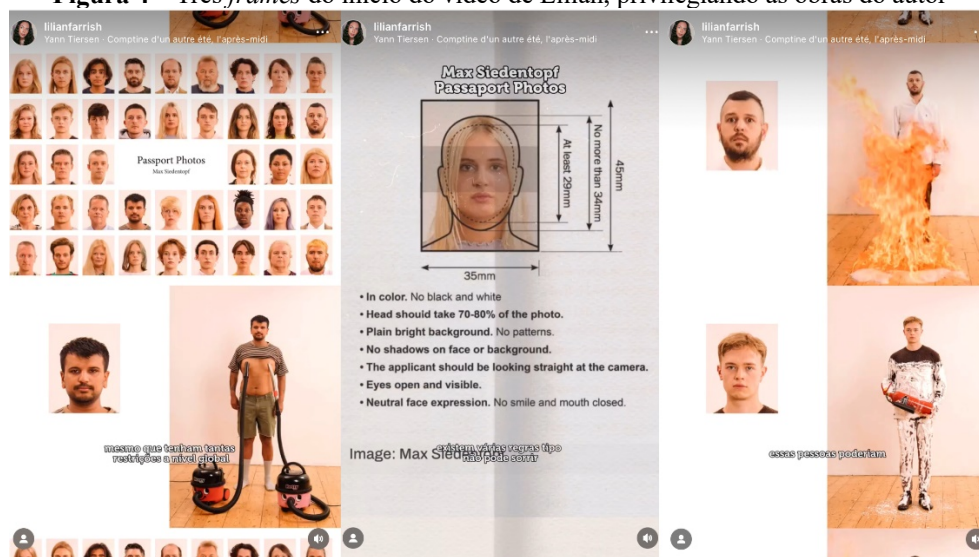 Figura 4 – Três frames do início do vídeo de Lilian, privilegiando as obras do autor
lilianfarrish
Yann Tiersen · Comptine d'un autre été, l'après-midi
Passport Photos
Max Siedentopf
mesmo que tenham tantas
restrições a nível global
lilianfarrish
Yann Tiersen · Comptine d'un autre été, l'après-midi
Max Siedentopf
Passaport Photos
At least 29mm
No more than 34mm
45mm
35mm
• In color. No black and white
• Head should take 70-80% of the photo.
• Plain bright background. No patterns.
• No shadows on face or background.
• The applicant should be looking straight at the camera.
• Eyes open and visible.
• Neutral face expression. No smile and mouth closed.
existem várias regras tipo
Image: Max
não pode sorrir
lilianfarrish
Yann Tiersen · Comptine d'un autre été, l'après-midi
essas pessoas poderiam